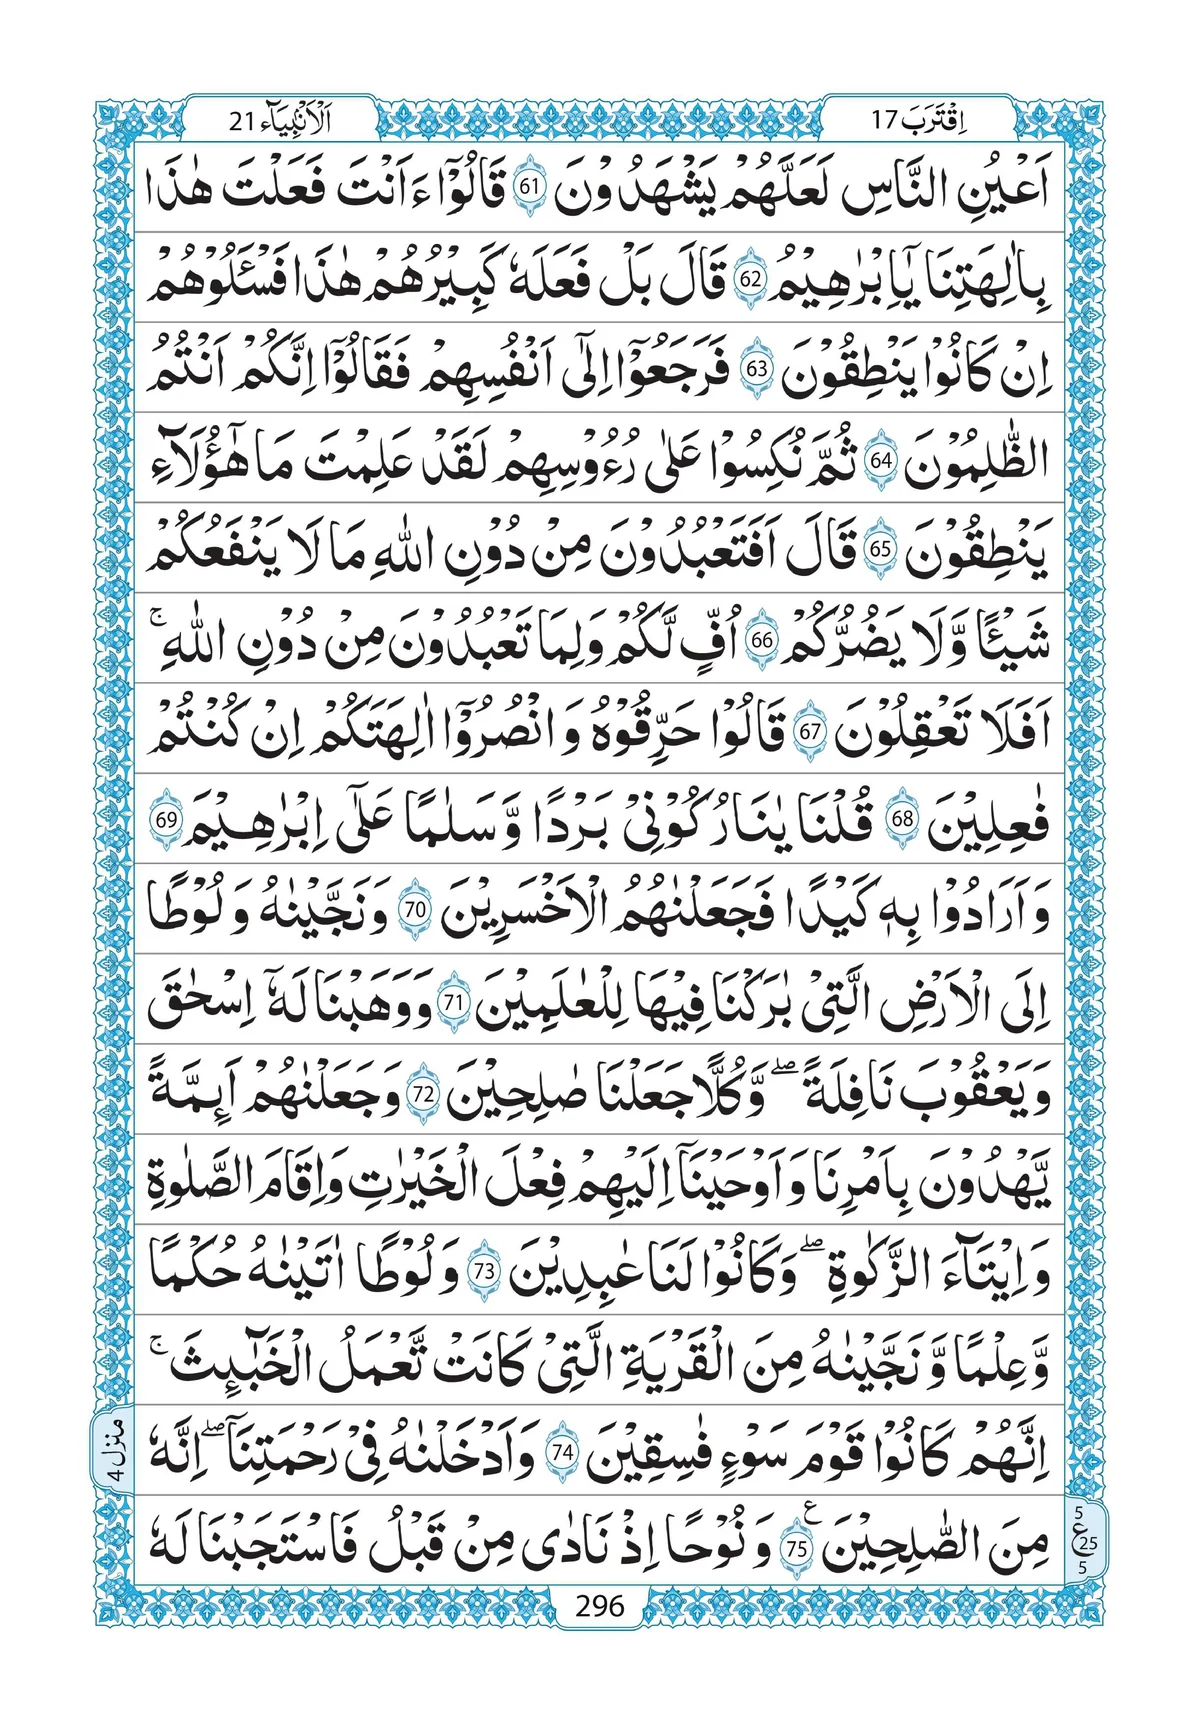 اِقْتَرَبَ 17
اَلْاَنْۢبِيَآء 21
اَعْيُنِ النَّاسِ لَعَلَّهُمْ يَشْهَدُوْنَ 61 قَالُوْٓا ءَاَنْتَ فَعَلْتَ هٰذَا
بِاٰلِهَتِنَا يٰٓاِبْرٰهِيْمُ 62 قَالَ بَلْ فَعَلَهٗ كَبِيْرُهُمْ هٰذَا فَسْـَٔلُوْهُمْ
اِنْ كَانُوْا يَنْطِقُوْنَ 63 فَرَجَعُوْٓا اِلٰٓى اَنْفُسِهِمْ فَقَالُوْٓا اِنَّكُمْ اَنْتُمُ
الظّٰلِمُوْنَ 64 ثُمَّ نُكِسُوْا عَلٰى رُءُوْسِهِمْ لَقَدْ عَلِمْتَ مَا هٰٓؤُلَآءِ
يَنْطِقُوْنَ 65 قَالَ اَفَتَعْبُدُوْنَ مِنْ دُوْنِ اللّٰهِ مَا لَا يَنْفَعُكُمْ
شَيْـًٔا وَّلَا يَضُرُّكُمْ 66 اُفٍّ لَّكُمْ وَلِمَا تَعْبُدُوْنَ مِنْ دُوْنِ اللّٰهِ ۚ
اَفَلَا تَعْقِلُوْنَ 67 قَالُوْا حَرِّقُوْهُ وَانْصُرُوْٓا اٰلِهَتَكُمْ اِنْ كُنْتُمْ
فٰعِلِيْنَ 68 قُلْنَا يٰنَارُ كُوْنِيْ بَرْدًا وَّسَلٰمًا عَلٰٓى اِبْرٰهِيْمَ 69
وَاَرَادُوْا بِهٖ كَيْدًا فَجَعَلْنٰهُمُ الْاَخْسَرِيْنَ 70 وَنَجَّيْنٰهُ وَلُوْطًا
اِلَى الْاَرْضِ الَّتِيْ بٰرَكْنَا فِيْهَا لِلْعٰلَمِيْنَ 71 وَوَهَبْنَا لَهٗٓ اِسْحٰقَ
وَيَعْقُوْبَ نَافِلَةً ۖ وَكُلًّا جَعَلْنَا صٰلِحِيْنَ 72 وَجَعَلْنٰهُمْ اَىِٕمَّةً
يَّهْدُوْنَ بِاَمْرِنَا وَاَوْحَيْنَآ اِلَيْهِمْ فِعْلَ الْخَيْرٰتِ وَاِقَامَ الصَّلٰوةِ
وَاِيْتَآءَ الزَّكٰوةِ ۖ وَكَانُوْا لَنَا عٰبِدِيْنَ 73 وَلُوْطًا اٰتَيْنٰهُ حُكْمًا
وَّعِلْمًا وَّنَجَّيْنٰهُ مِنَ الْقَرْيَةِ الَّتِيْ كَانَتْ تَّعْمَلُ الْخَبٰٓىِٕثَ ۚ
اِنَّهُمْ كَانُوْا قَوْمَ سَوْءٍ فٰسِقِيْنَ 74 وَاَدْخَلْنٰهُ فِيْ رَحْمَتِنَا ۖ اِنَّهٗ
منزل 4
مِنَ الصّٰلِحِيْنَ ࣖ 75 وَنُوْحًا اِذْ نَادٰى مِنْ قَبْلُ فَاسْتَجَبْنَا لَهٗ
5
ع 25
5
296